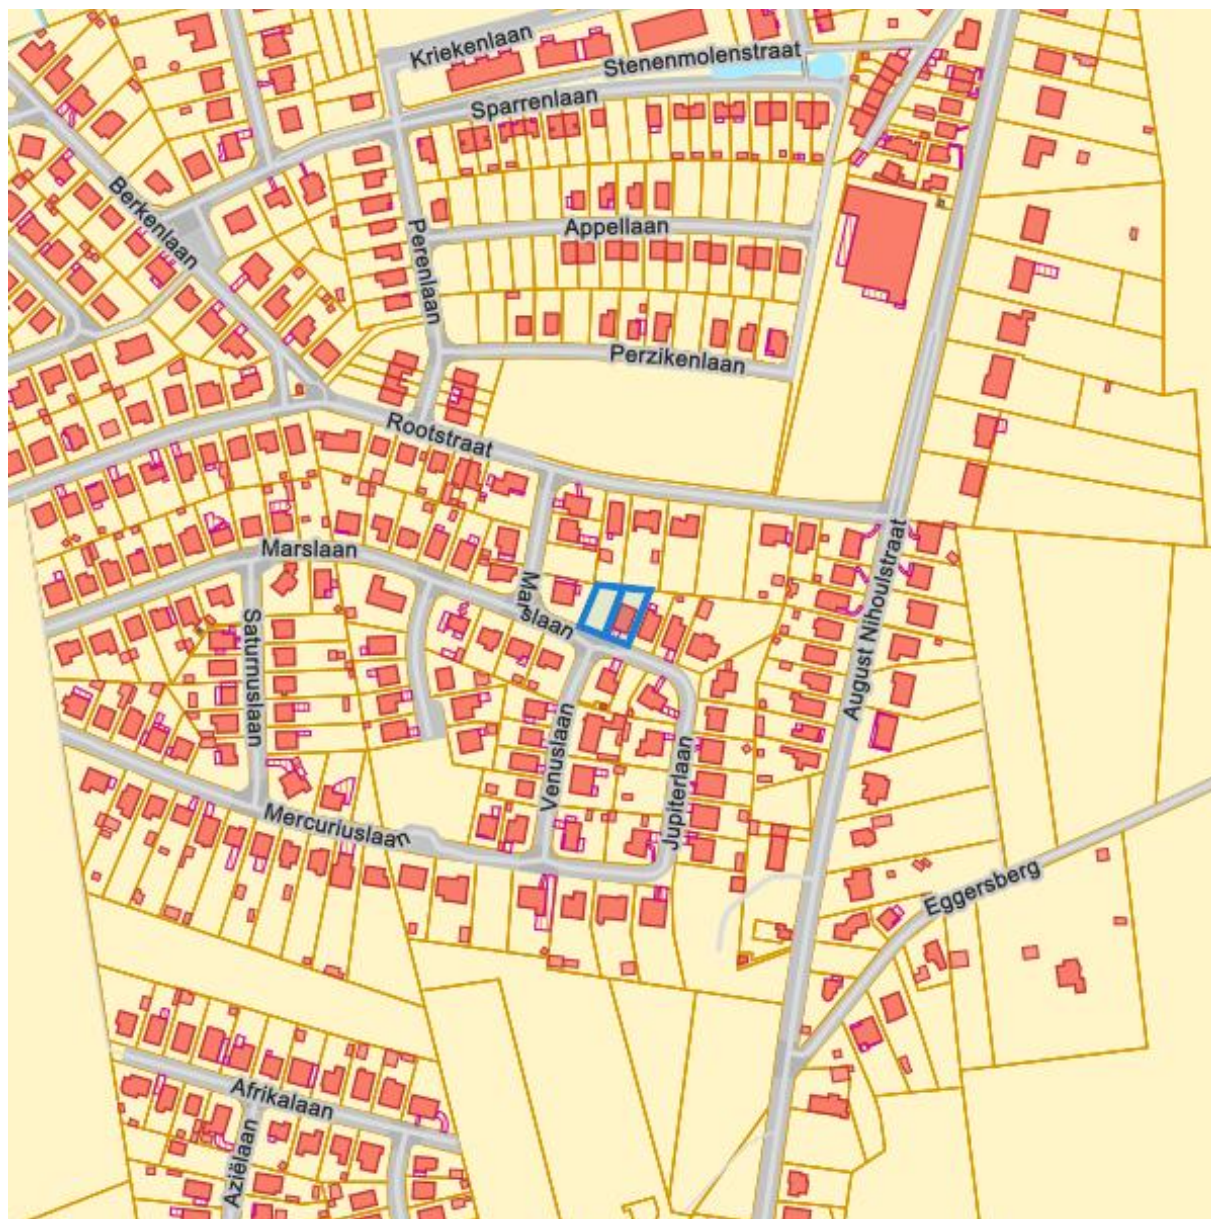 Kriekenlaan
Stenenmolenstraat
Sparrenlaan
Berkenlaan
Appellaan
Perenlaan
Perzikenlaan
Rootstraat
Marslaan
Marslaan
August Nihoulstraat
Saturnuslaan
Venuslaan
Jupiterlaan
Mercuriuslaan
Eggersberg
Afrikalaan
Aziëlaan